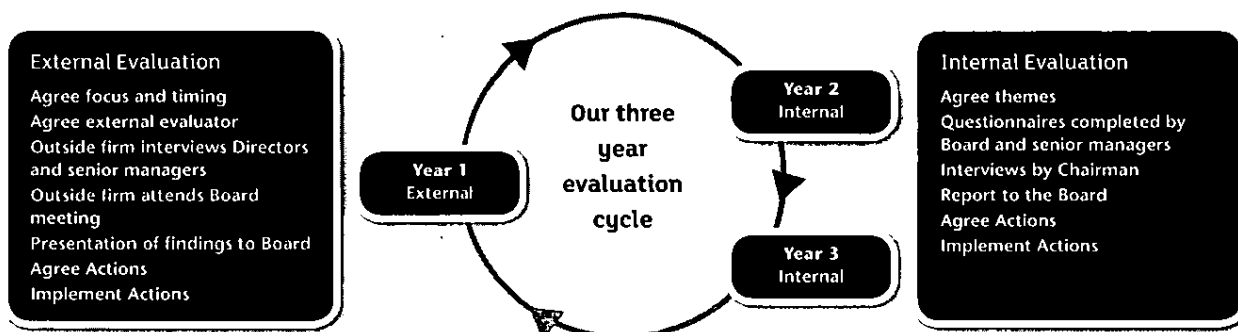 External Evaluation
Agree focus and timing
Agree external evaluator
Outside firm interviews Directors
and senior managers
Outside firm attends Board
meeting
Presentation of findings to Board
Agree Actions
Implement Actions
Year 1
External
Our three
year
evaluation
cycle
Year 2
Internal
Year 3
Internal
Internal Evaluation
Agree themes
Questionnaires completed by
Board and senior managers
Interviews by Chairman
Report to the Board
Agree Actions
Implement Actions